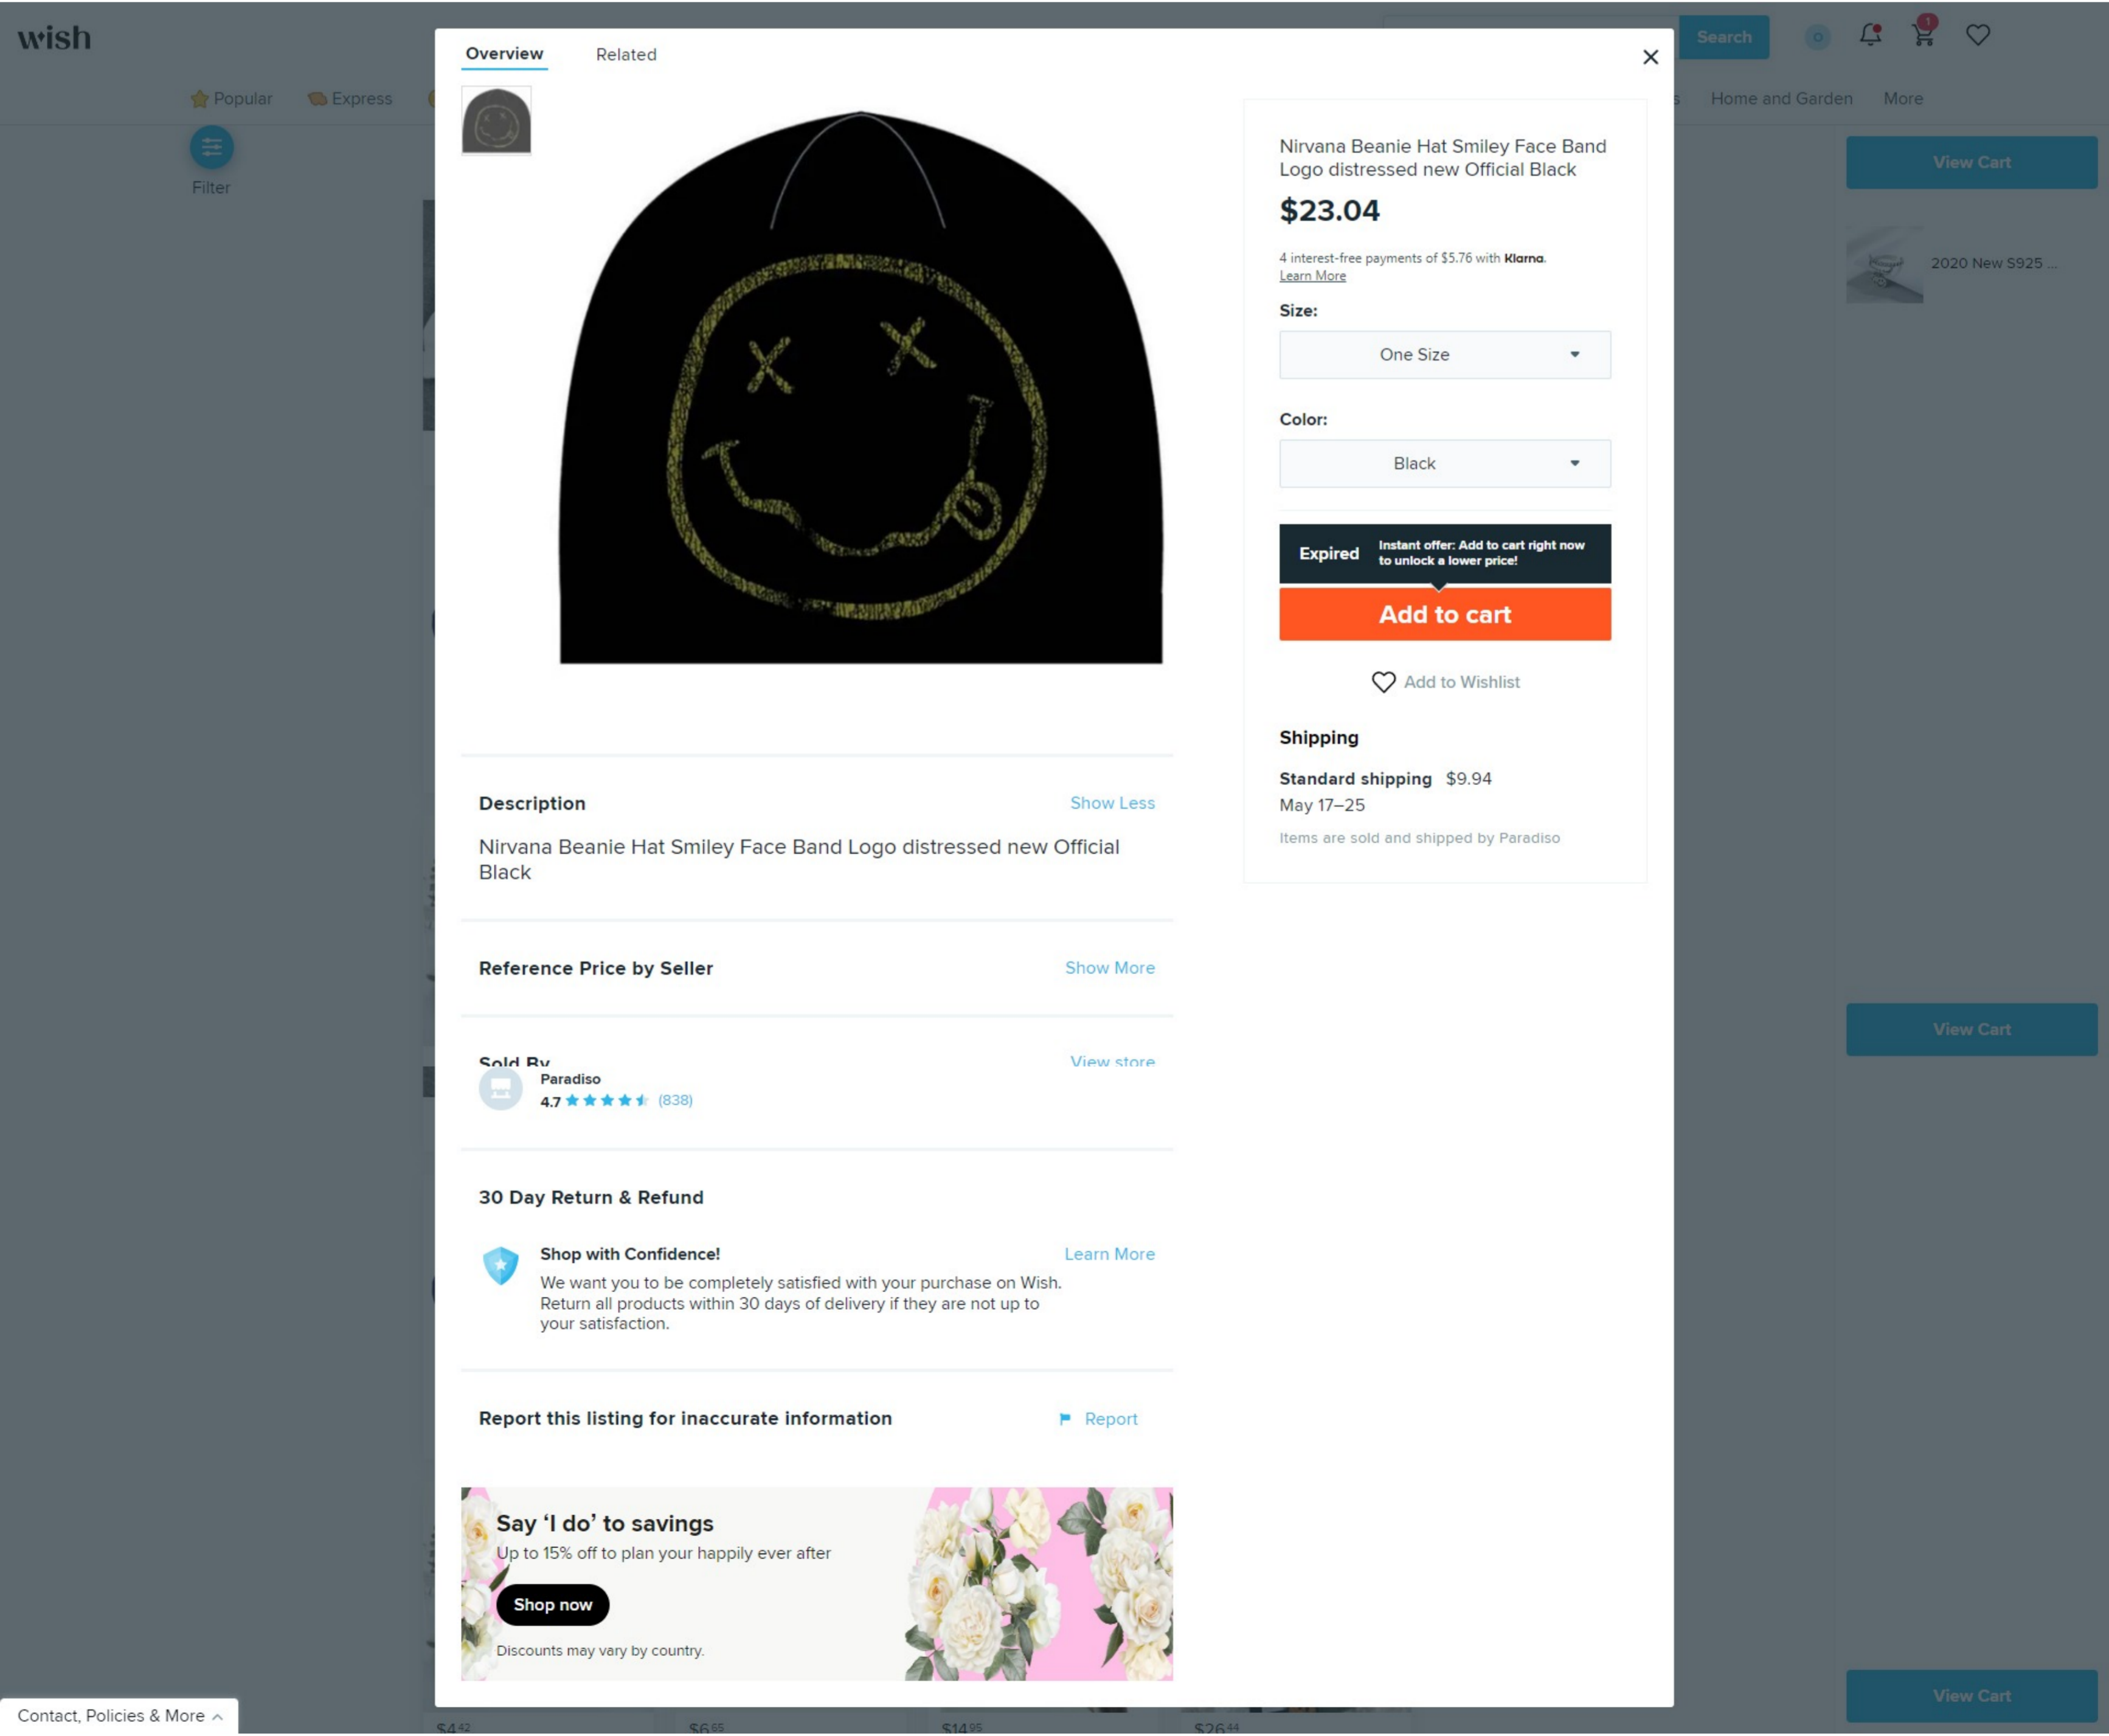 wish
Search
1
Popular
Express
Home and Garden
More
Filter
Overview
Related
Nirvana Beanie Hat Smiley Face Band
Logo distressed new Official Black
$23.04
4 interest-free payments of $5.76 with Klarna.
Learn More
Size:
One Size
Color:
Black
Expired
Instant offer: Add to cart right now
to unlock a lower price!
Add to cart
Add to Wishlist
Shipping
Standard shipping $9.94
May 17–25
Items are sold and shipped by Paradiso
Description
Show Less
Nirvana Beanie Hat Smiley Face Band Logo distressed new Official
Black
Reference Price by Seller
Show More
Sold By
View store
Paradiso
4.7 (838)
30 Day Return & Refund
Shop with Confidence!
Learn More
We want you to be completely satisfied with your purchase on Wish.
Return all products within 30 days of delivery if they are not up to
your satisfaction.
Report this listing for inaccurate information
Report
Say ‘I do’ to savings
Up to 15% off to plan your happily ever after
Shop now
Discounts may vary by country.
View Cart
2020 New S925 ...
View Cart
View Cart
Contact, Policies & More
$4.42
$6.65
$14.95
$26.44